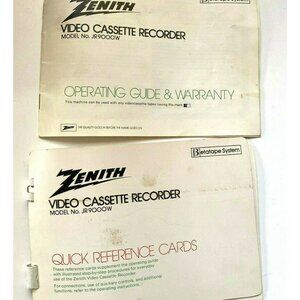 ZENITH
VIDEO CASSETTE RECORDER
MODEL No. JR9000W
Betatape System
OPERATING GUIDE & WARRANTY
This machine can be used with any videocassette tapes having this mark
ZENITH THE QUALITY GOES IN BEFORE THE NAME GOES ON
Betatape System
ZENITH
VIDEO CASSETTE RECORDER
MODEL No. JR9000W
QUICK REFERENCE CARDS
These reference cards supplement the operating guide
with illustrated step-by-step procedures for everyday
use of the Zenith Video Cassette Recorder.
For connections, use of auxiliary controls, and additional
functions, refer to the operating instructions.